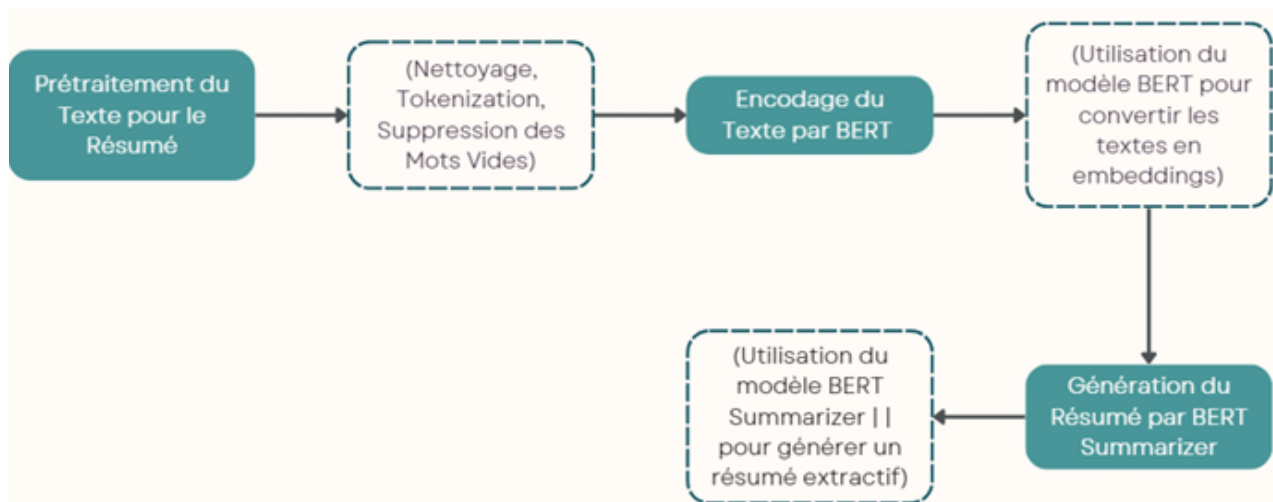 Prétraitement du
Texte pour le
Résumé
(Nettoyage,
Tokenization,
Suppression des
Mots Vides)
Encodage du
Texte par BERT
(Utilisation du
modèle BERT pour
convertir les
textes en
embeddings)
Génération du
Résumé par BERT
Summarizer
(Utilisation du
modèle BERT
Summarizer ||
pour générer un
résumé extractif)